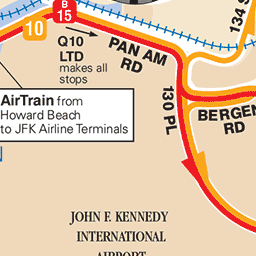 B
15
10
134 S
Q10
LTD
makes all
stops
PAN AM
RD
AirTrain from
Howard Beach
to JFK Airline Terminals
130 PL
BERGEN
RD
JOHN F. KENNEDY
INTERNATIONAL
AIRPORT